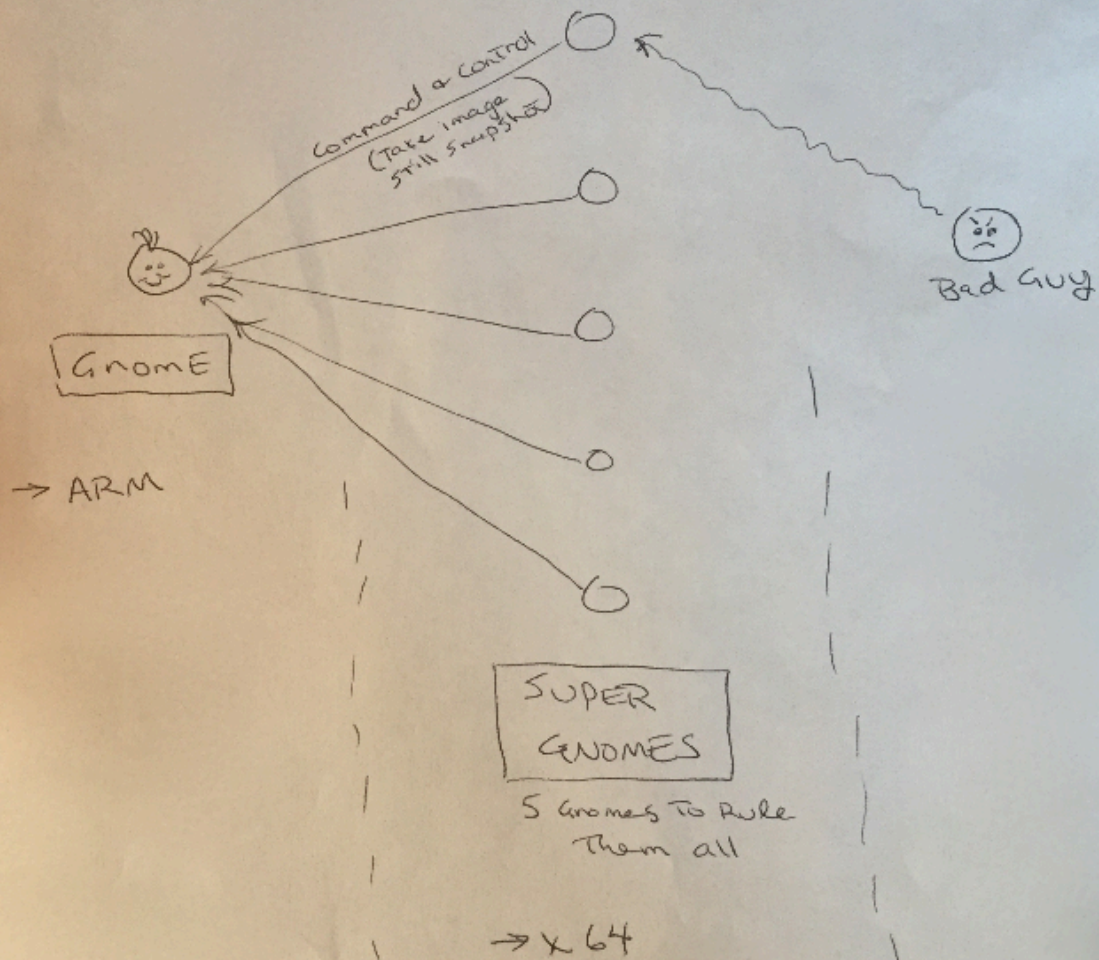 Command & Control
(Take image
still snapshot)
Bad Guy
GnomE
→ ARM
SUPER
GNOMES
5 Gnomes To Rule
Them all
→ x 64